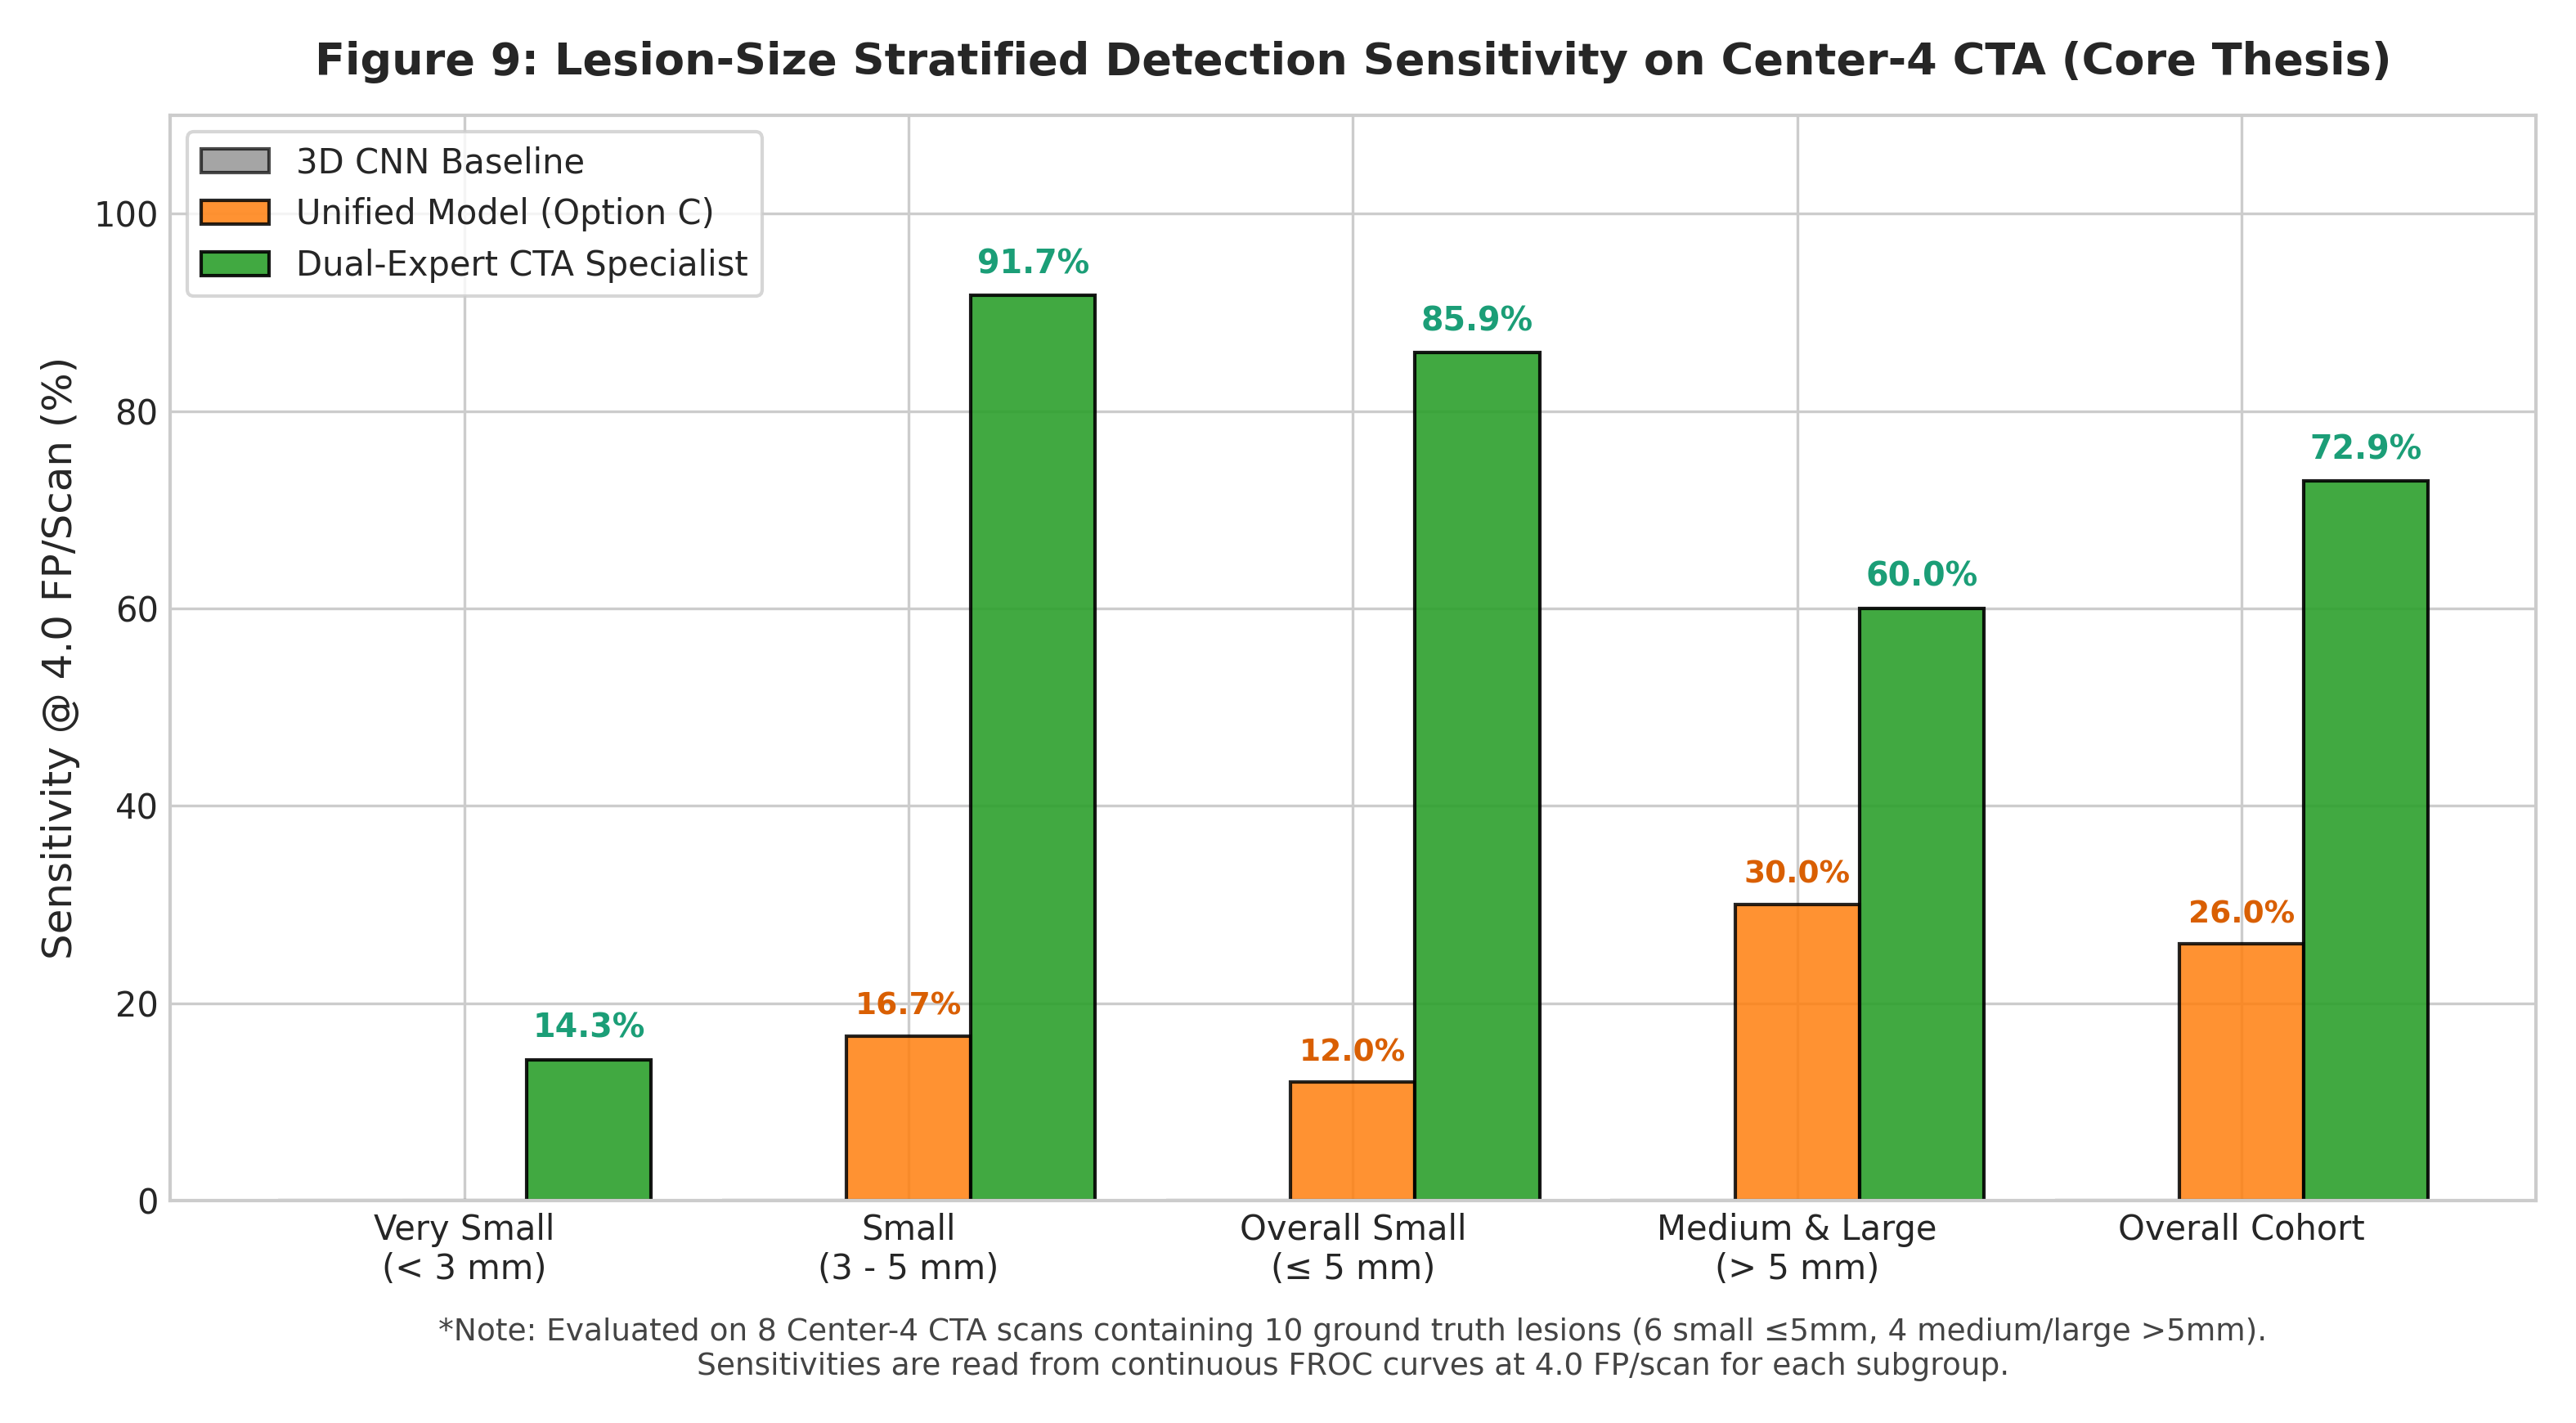 Figure 9: Lesion-Size Stratified Detection Sensitivity on Center-4 CTA (Core Thesis)
3D CNN Baseline
Unified Model (Option C)
Dual-Expert CTA Specialist
Sensitivity @ 4.0 FP/Scan (%)
100
80
60
40
20
0
14.3%
16.7%
91.7%
12.0%
85.9%
30.0%
60.0%
26.0%
72.9%
Very Small
(< 3 mm)
Small
(3 - 5 mm)
Overall Small
(≤ 5 mm)
Medium & Large
(> 5 mm)
Overall Cohort
*Note: Evaluated on 8 Center-4 CTA scans containing 10 ground truth lesions (6 small ≤5mm, 4 medium/large >5mm).
Sensitivities are read from continuous FROC curves at 4.0 FP/scan for each subgroup.